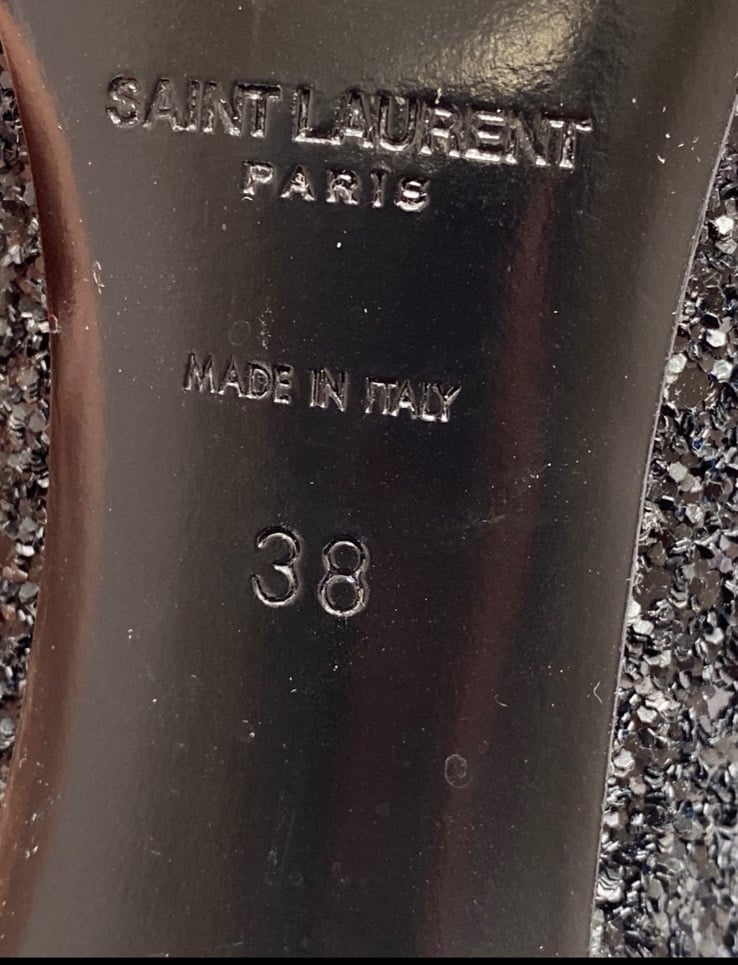 SAINT LAURENT
PARIS
MADE IN ITALY
38